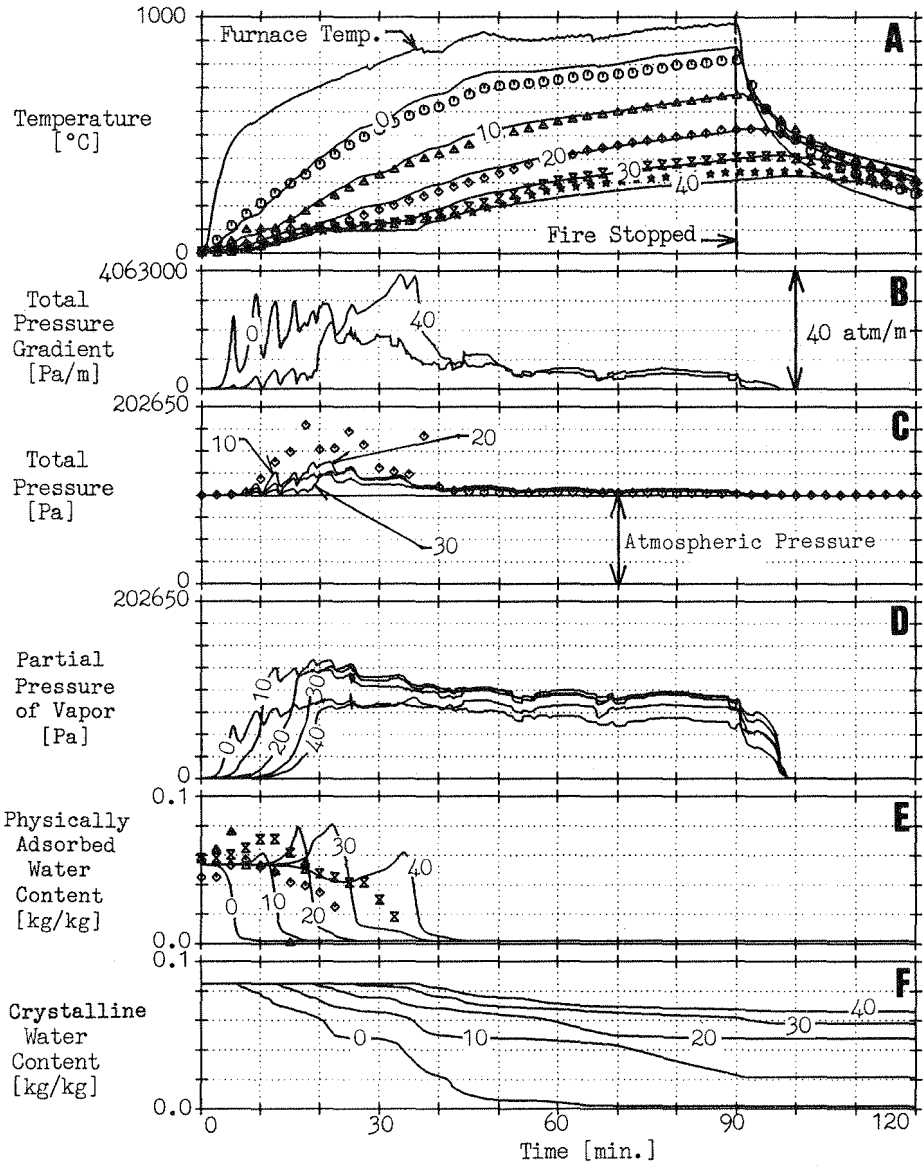 1000
Furnace Temp.
A
Temperature
[°C]
0
10
20
30
40
Fire Stopped
0
4063000
B
Total
Pressure
Gradient
[Pa/m]
0
40
40 atm/m
0
202650
C
10
20
Total
Pressure
[Pa]
30
Atmospheric Pressure
0
202650
D
Partial
Pressure
of Vapor
[Pa]
0
10
20
30
40
0
0.1
E
Physically
Adsorbed
Water
Content
[kg/kg]
0
10
20
30
40
0.0
0.1
F
Crystalline
Water
Content
[kg/kg]
0
10
20
30
40
0.0
0
30
60
90
120
Time [min.]